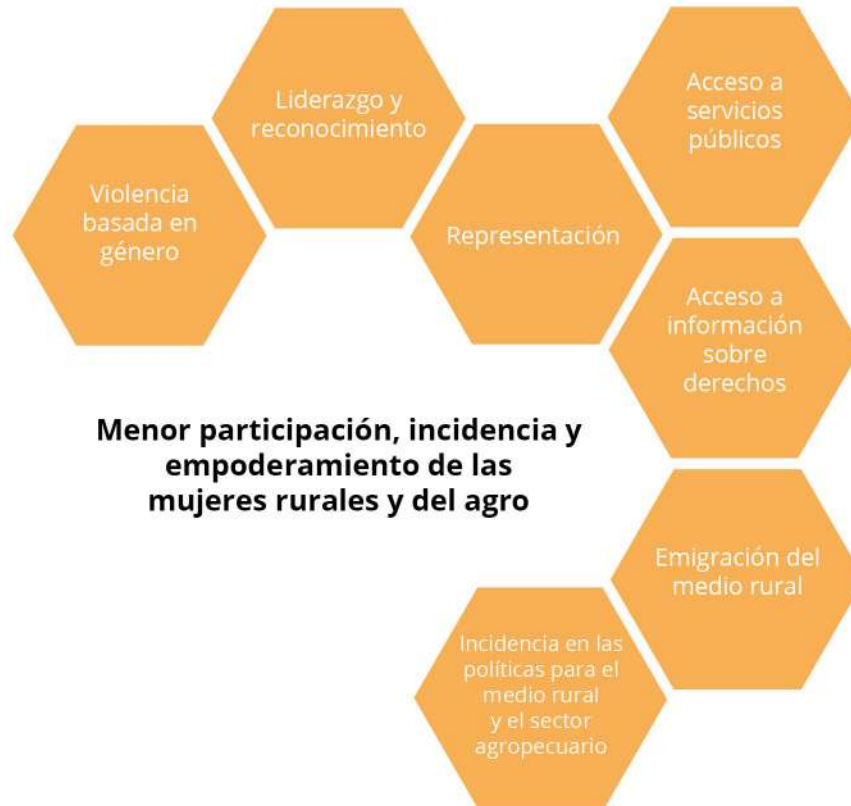 Liderazgo y
reconocimiento
Acceso a
servicios
públicos
Violencia
basada en
género
Representación
Acceso a
información
sobre
derechos
Menor participación, incidencia y
empoderamiento de las
mujeres rurales y del agro
Emigración del
medio rural
Incidencia en las
políticas para el
medio rural
y el sector
agropecuario